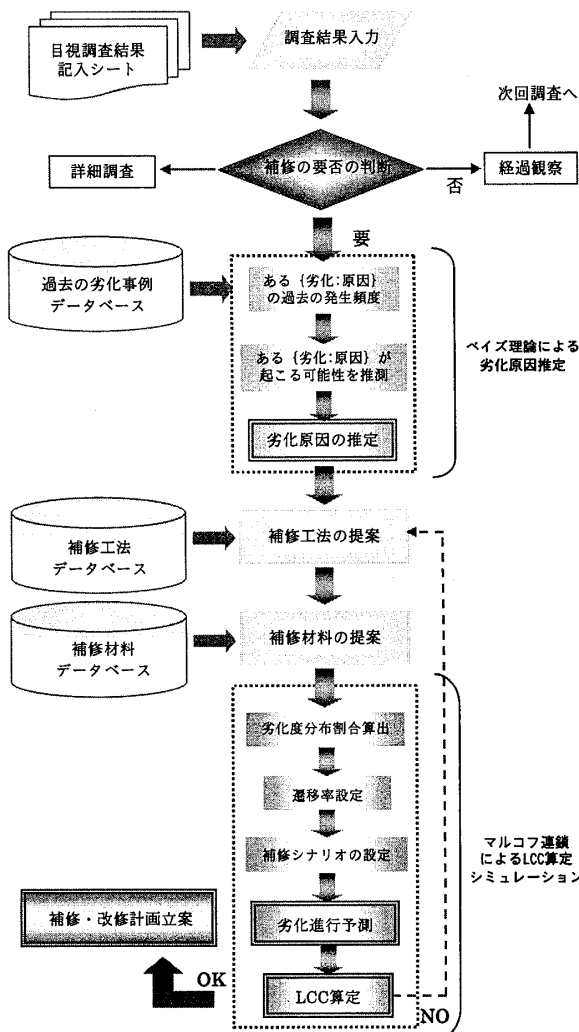 目視調査結果
記入シート
調査結果入力
次回調査へ
詳細調査
補修の要否の判断
否
経過観察
要
過去の劣化事例
データベース
ある {劣化:原因}
の過去の発生頻度
ある {劣化:原因}が
起こる可能性を推測
劣化原因の推定
ベイズ理論による
劣化原因推定
補修工法
データベース
補修工法の提案
補修材料
データベース
補修材料の提案
劣化度分布割合算出
遷移率設定
補修シナリオの設定
劣化進行予測
LCC算定
マルコフ連鎖
によるLCC算定
シミュレーション
補修・改修計画立案
OK
NO